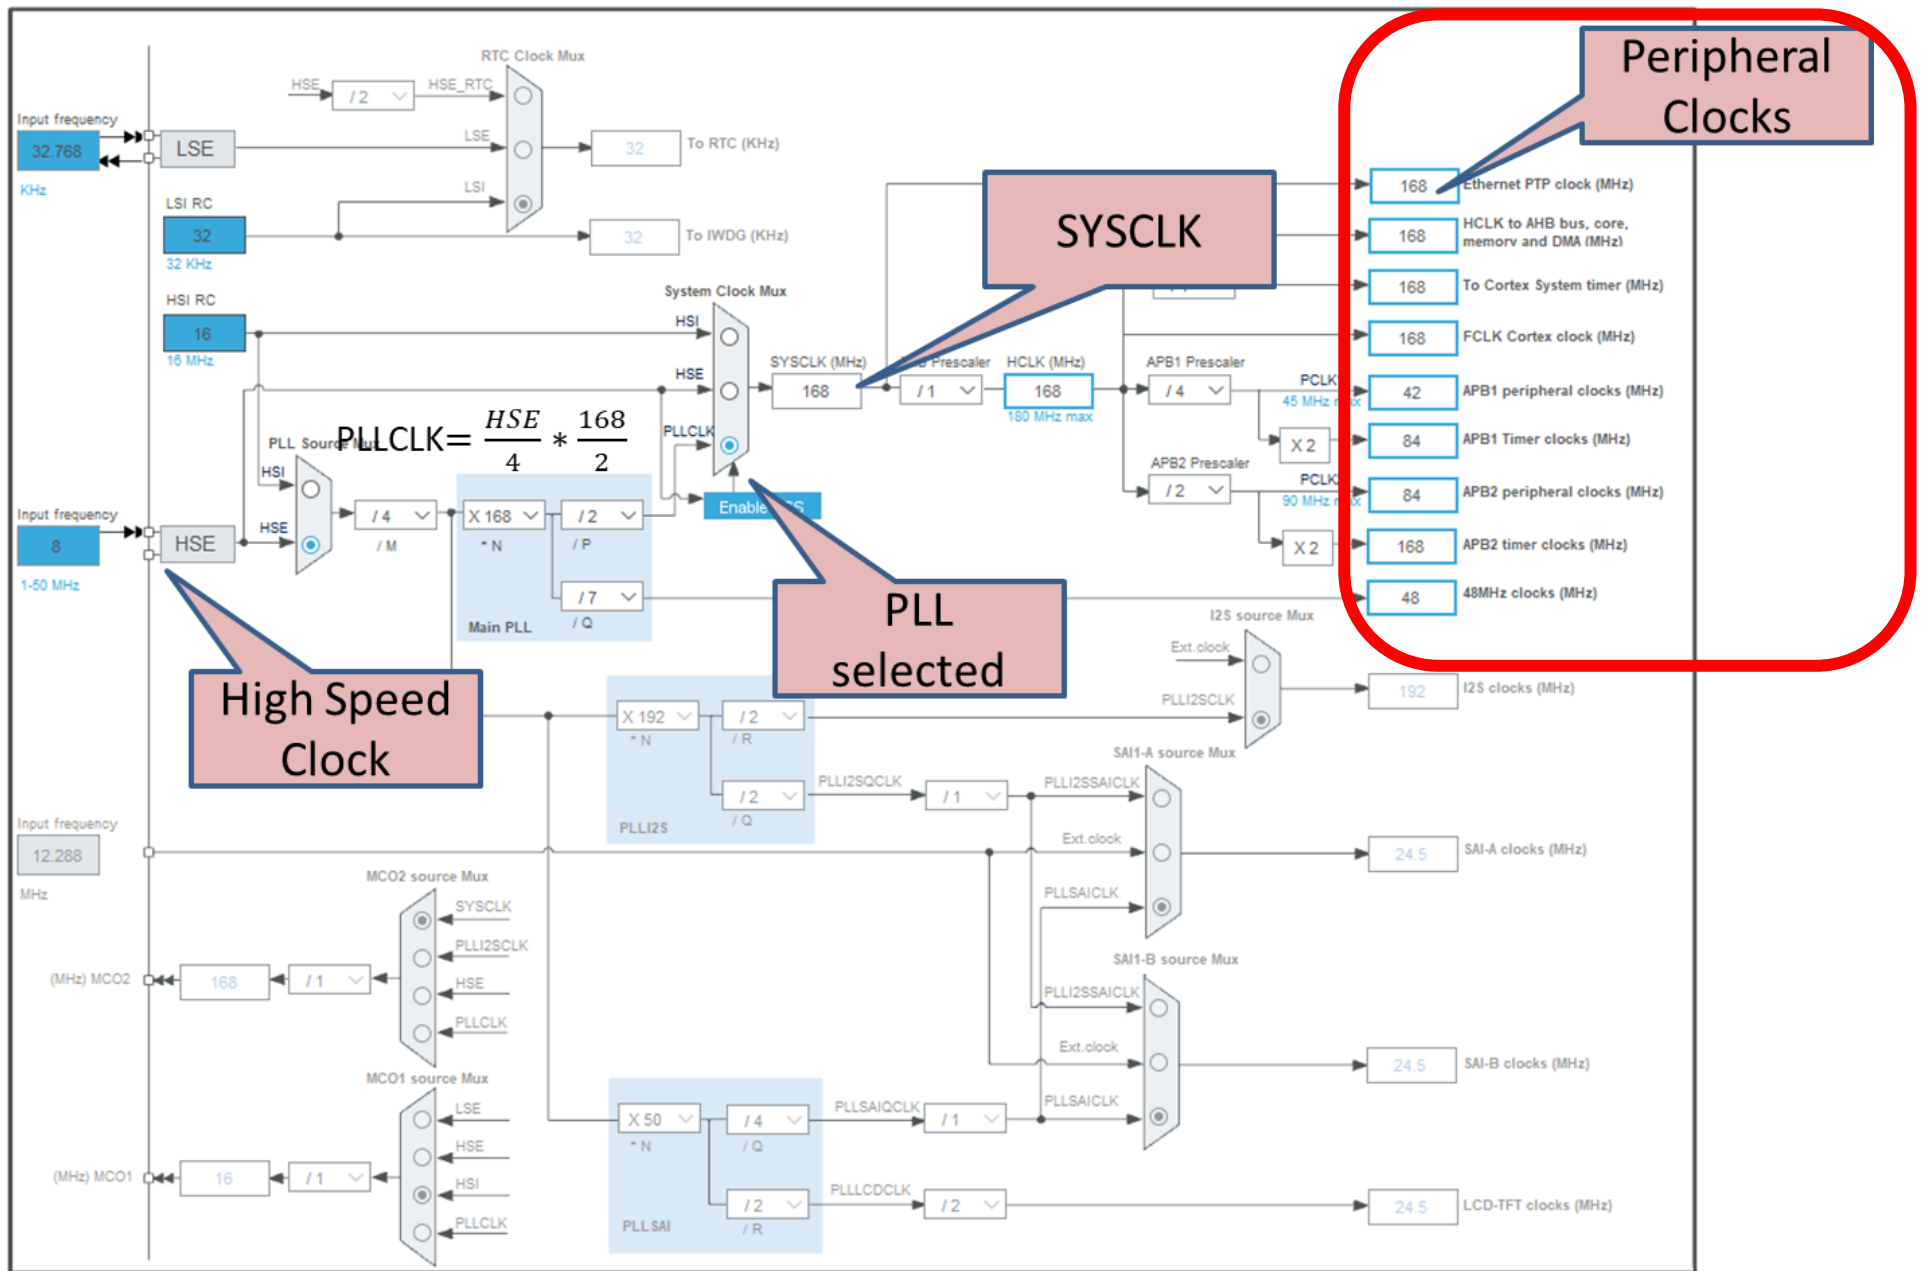 RTC Clock Mux
HSE
/ 2
HSE_RTC
Input frequency
32.768
KHz
LSE
LSE
32
To RTC (KHz)
LSI
LSI RC
32
32 KHz
32
To IWDG (KHz)
HSI RC
16
16 MHz
System Clock Mux
HSI
HSE
PLLCLK
SYSCLK (MHz)
168
Prescaler
/ 1
HCLK (MHz)
168
180 MHz max
APB1 Prescaler
/ 4
PCLK
45 MHz max
X 2
APB2 Prescaler
/ 2
PCLK
90 MHz max
X 2
Peripheral
Clocks
SYSCLK
168
Ethernet PTP clock (MHz)
168
HCLK to AHB bus, core,
memory and DMA (MHz)
168
To Cortex System timer (MHz)
168
FCLK Cortex clock (MHz)
42
APB1 peripheral clocks (MHz)
84
APB1 Timer clocks (MHz)
84
APB2 peripheral clocks (MHz)
168
APB2 timer clocks (MHz)
48
48MHz clocks (MHz)
PLLCLK= HSE/4 * 168/2
PLL Source Mux
HSI
HSE
Input frequency
8
1-50 MHz
HSE
/ 4
/ M
X 168
* N
/ 2
/ P
/ 7
/ Q
Main PLL
Enable
PLL
selected
High Speed
Clock
I2S source Mux
Ext.clock
PLLI2SCLK
192
I2S clocks (MHz)
X 192
* N
/ 2
/ R
/ 2
/ Q
PLLI2S
PLLI2SQCLK
/ 1
SAI1-A source Mux
PLLI2SSAICLK
Ext.clock
PLLSAICLK
24.5
SAI-A clocks (MHz)
Input frequency
12.288
MHz
MCO2 source Mux
SYSCLK
PLLI2SCLK
HSE
PLLCLK
(MHz) MCO2
168
/ 1
SAI1-B source Mux
PLLI2SSAICLK
Ext.clock
PLLSAICLK
24.5
SAI-B clocks (MHz)
MCO1 source Mux
LSE
HSE
HSI
PLLCLK
(MHz) MCO1
16
/ 1
X 50
* N
/ 4
/ Q
/ 2
/ R
PLLSAI
PLLSAIQCLK
/ 1
PLLLCDCLK
/ 2
24.5
LCD-TFT clocks (MHz)